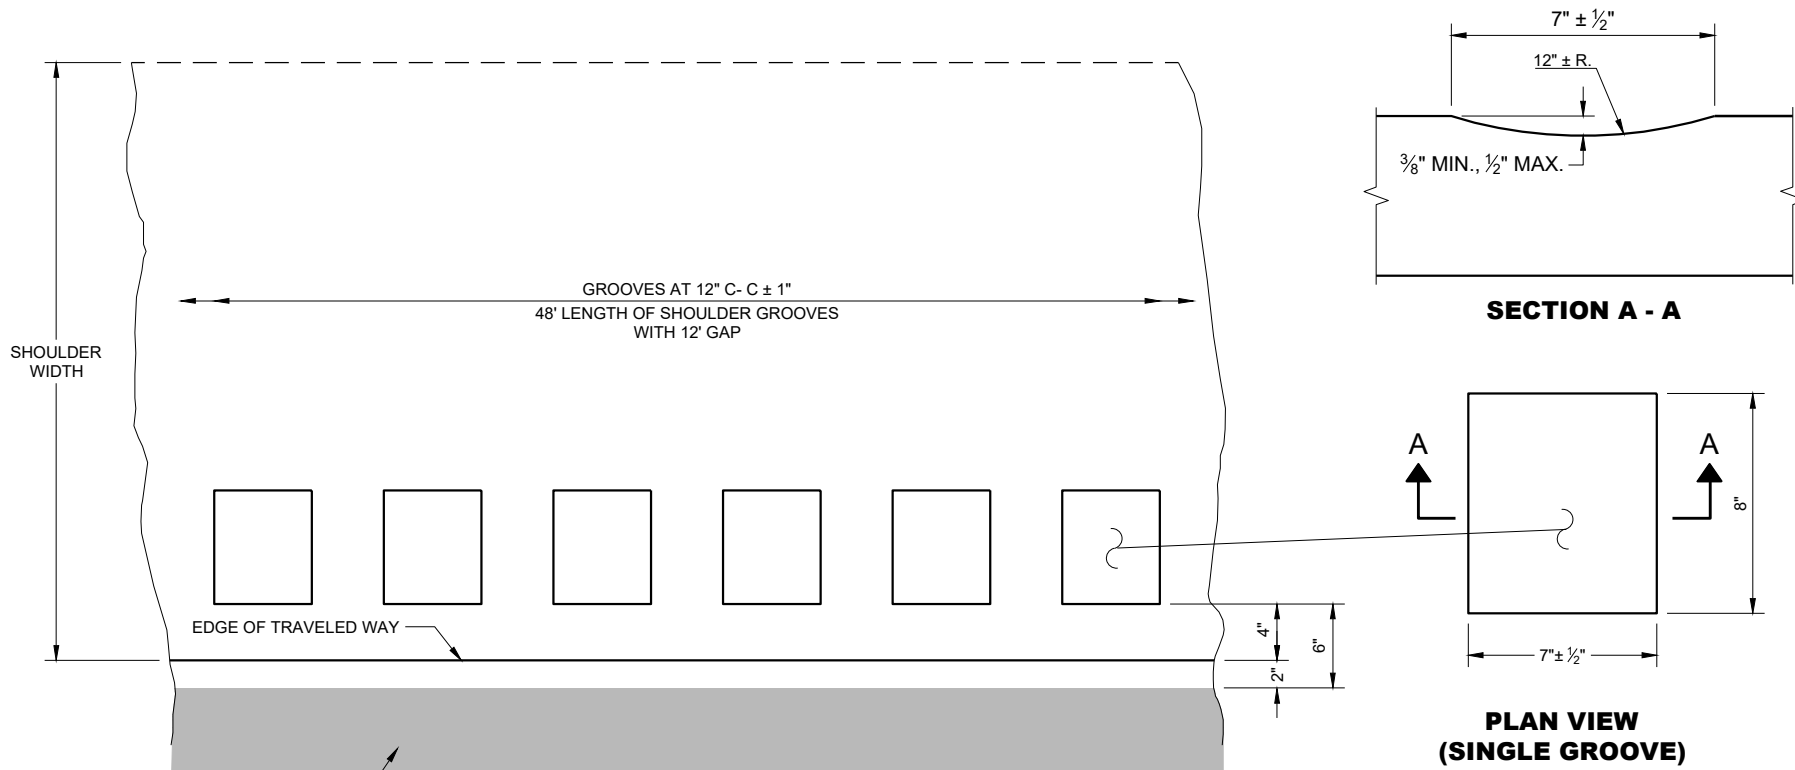 SHOULDER
WIDTH
GROOVES AT 12" C- C ± 1"
48' LENGTH OF SHOULDER GROOVES
WITH 12' GAP
EDGE OF TRAVELED WAY
4"
6"
2"
7" ± ½"
12" ± R.
⅜" MIN., ½" MAX.
SECTION A - A
A
A
8"
7"± ½"
PLAN VIEW
(SINGLE GROOVE)